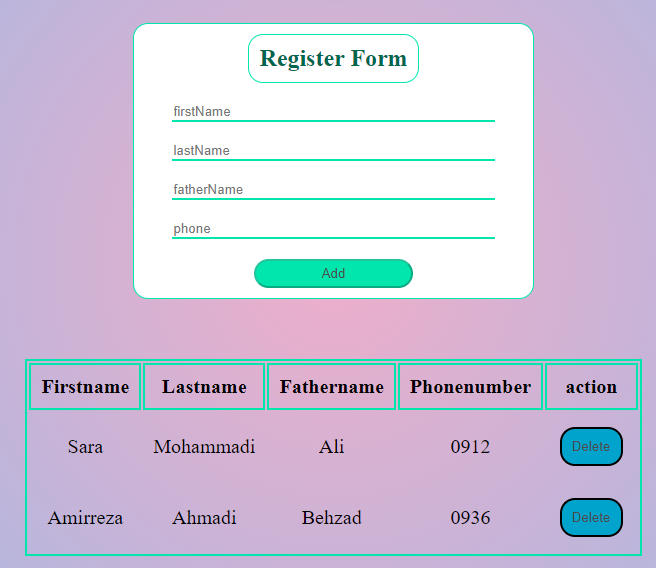 Register Form
firstName
lastName
fatherName
phone
Add
Firstname Lastname Fathername Phonenumber action
Sara Mohammadi Ali 0912 Delete
Amirreza Ahmadi Behzad 0936 Delete